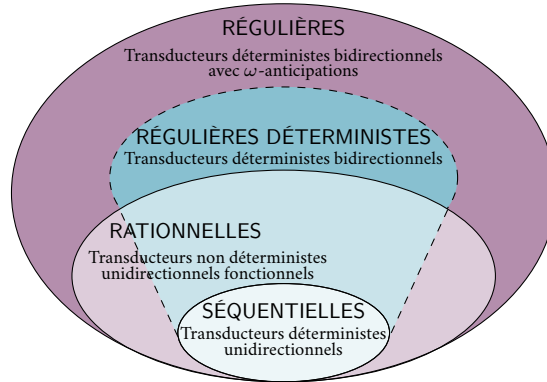 RÉGULIÈRES
Transducteurs déterministes bidirectionnels
avec ω-anticipations
RÉGULIÈRES DÉTERMINISTES
Transducteurs déterministes bidirectionnels
RATIONNELLES
Transducteurs non déterministes
unidirectionnels fonctionnels
SÉQUENTIELLES
Transducteurs déterministes
unidirectionnels